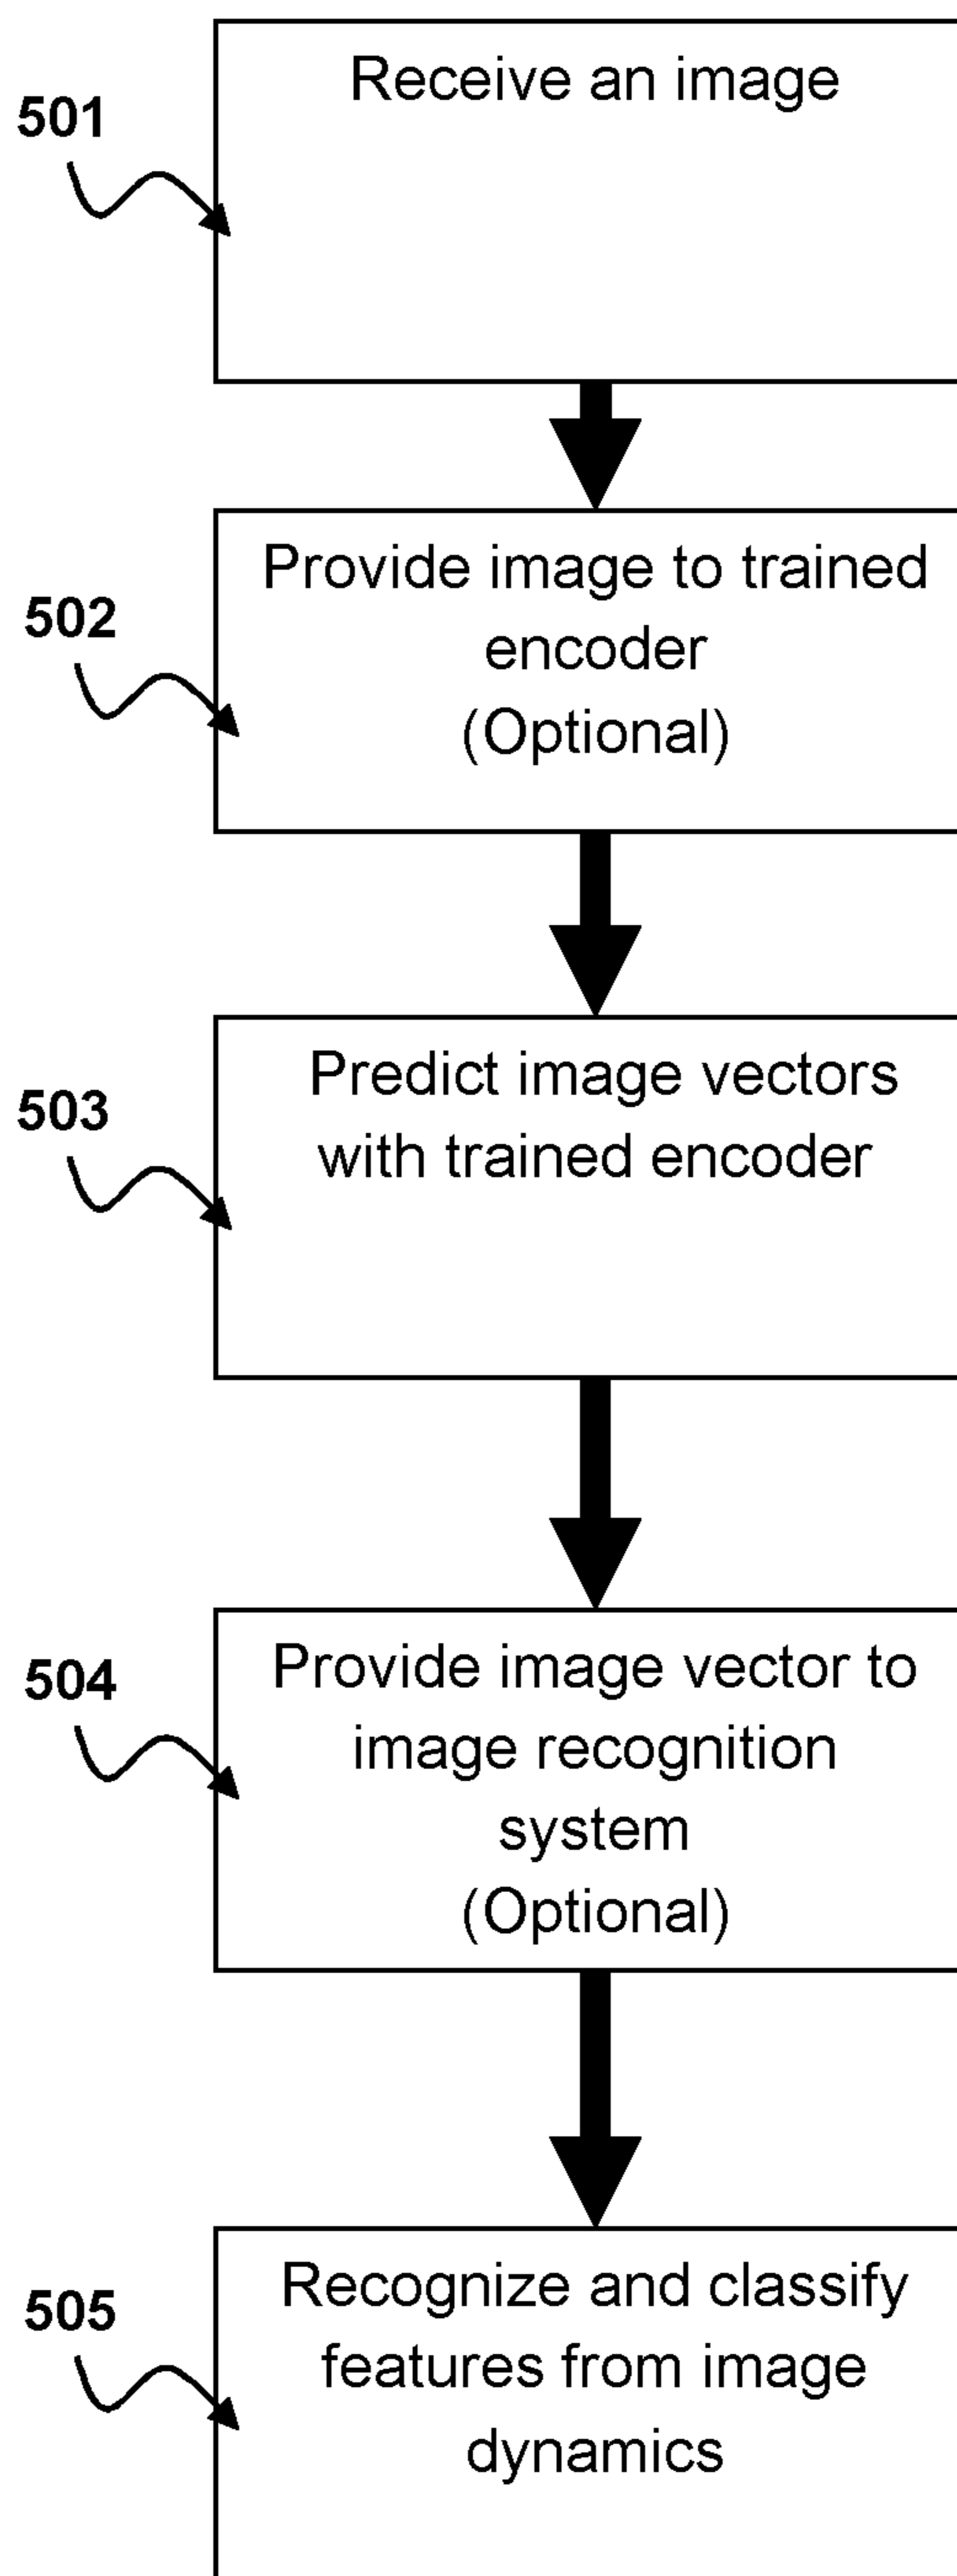 Receive an image
501
Provide image to trained
encoder
(Optional)
502
Predict image vectors
with trained encoder
503
Provide image vector to
image recognition
system
(Optional)
504
Recognize and classify
features from image
dynamics
505